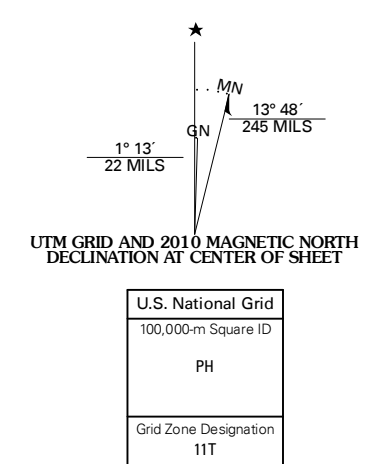 ★
MN
GN
13° 48´
245 MILS
1° 13´
22 MILS
UTM GRID AND 2010 MAGNETIC NORTH
DECLINATION AT CENTER OF SHEET
U.S. National Grid
100,000-m Square ID
PH
Grid Zone Designation
11T